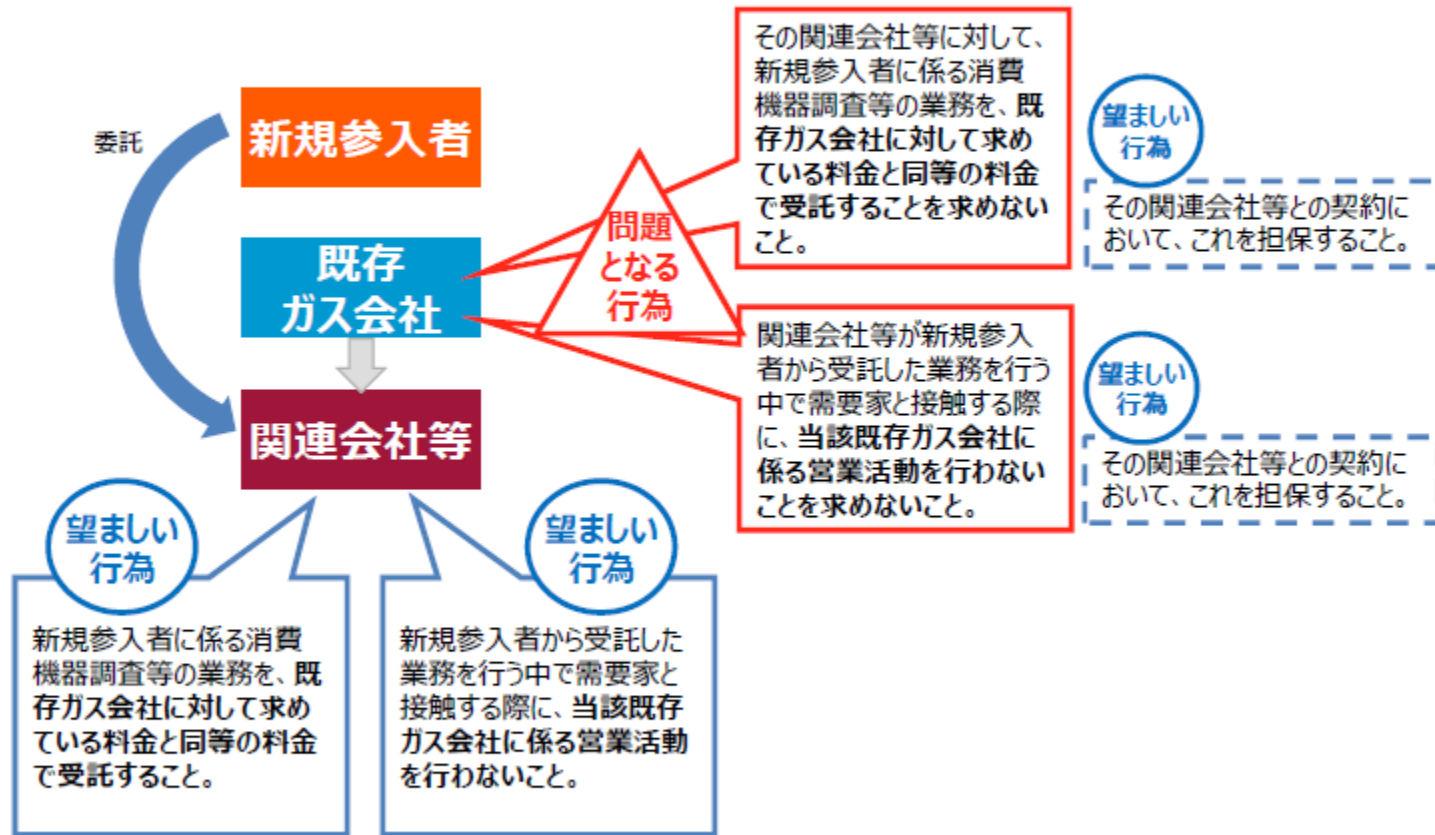 委託
新規参入者
既存
ガス会社
関連会社等
問題
となる
行為
その関連会社等に対して、
新規参入者に係る消費
機器調査等の業務を、既
存ガス会社に対して求め
ている料金と同等の料金
で受託することを求めない
こと。
望ましい
行為
その関連会社等との契約に
おいて、これを担保すること。
関連会社等が新規参入
者から受託した業務を行う
中で需要家と接触する際
に、当該既存ガス会社に
係る営業活動を行わない
ことを求めないこと。
望ましい
行為
その関連会社等との契約に
おいて、これを担保すること。
望ましい
行為
新規参入者に係る消費
機器調査等の業務を、既
存ガス会社に対して求め
ている料金と同等の料金
で受託すること。
望ましい
行為
新規参入者から受託した
業務を行う中で需要家と
接触する際に、当該既存
ガス会社に係る営業活動
を行わないこと。